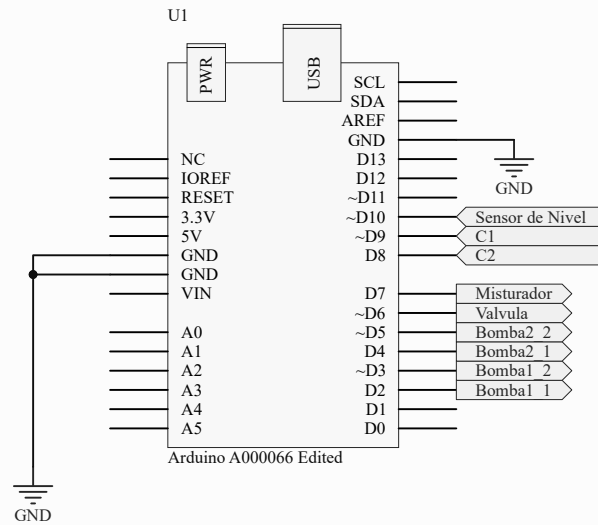 U1
PWR
USB
SCL
SDA
AREF
GND
NC
D13
IOREF
D12
RESET
~D11
GND
3.3V
~D10
Sensor de Nivel
5V
~D9
C1
GND
D8
C2
GND
VIN
D7
Misturador
~D6
Valvula
A0
~D5
Bomba2_2
A1
D4
Bomba2_1
A2
~D3
Bomba1_2
A3
D2
Bomba1_1
A4
D1
A5
D0
Arduino A000066 Edited
GND